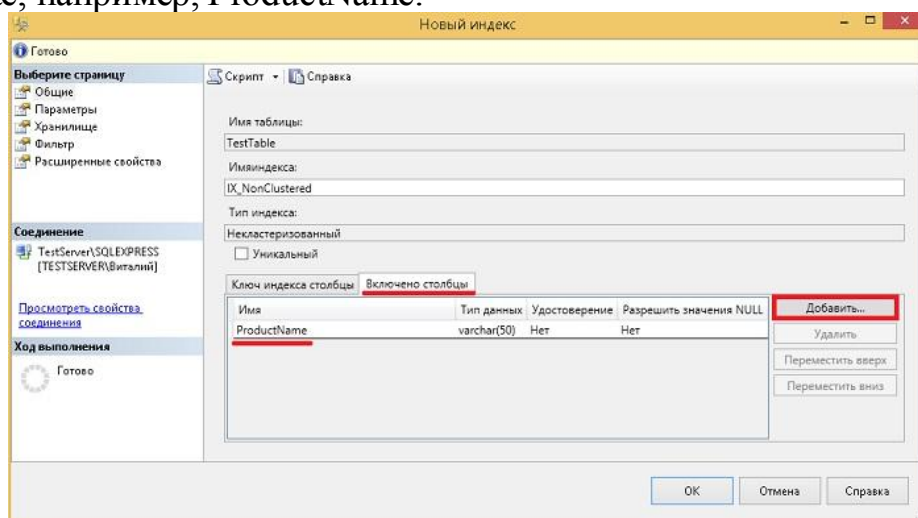 например, ProductName.
Новый индекс
Готово
Выберите страницу
Общие
Параметры
Хранилище
Фильтр
Расширенные свойства
Соединение
TestServer\SQLEXPRESS
[TESTSERVER\Виталий]
Просмотреть свойства
соединения
Ход выполнения
Готово
Скрипт
Справка
Имя таблицы:
TestTable
Имяиндекса:
IX_NonClustered
Тип индекса:
Некластеризованный
Уникальный
Ключ индекса столбцы Включено столбцы
Имя Тип данных Удостоверение Разрешить значения NULL
ProductName varchar(50) Нет Нет
Добавить...
Удалить
Переместить вверх
Переместить вниз
OK Отмена Справка